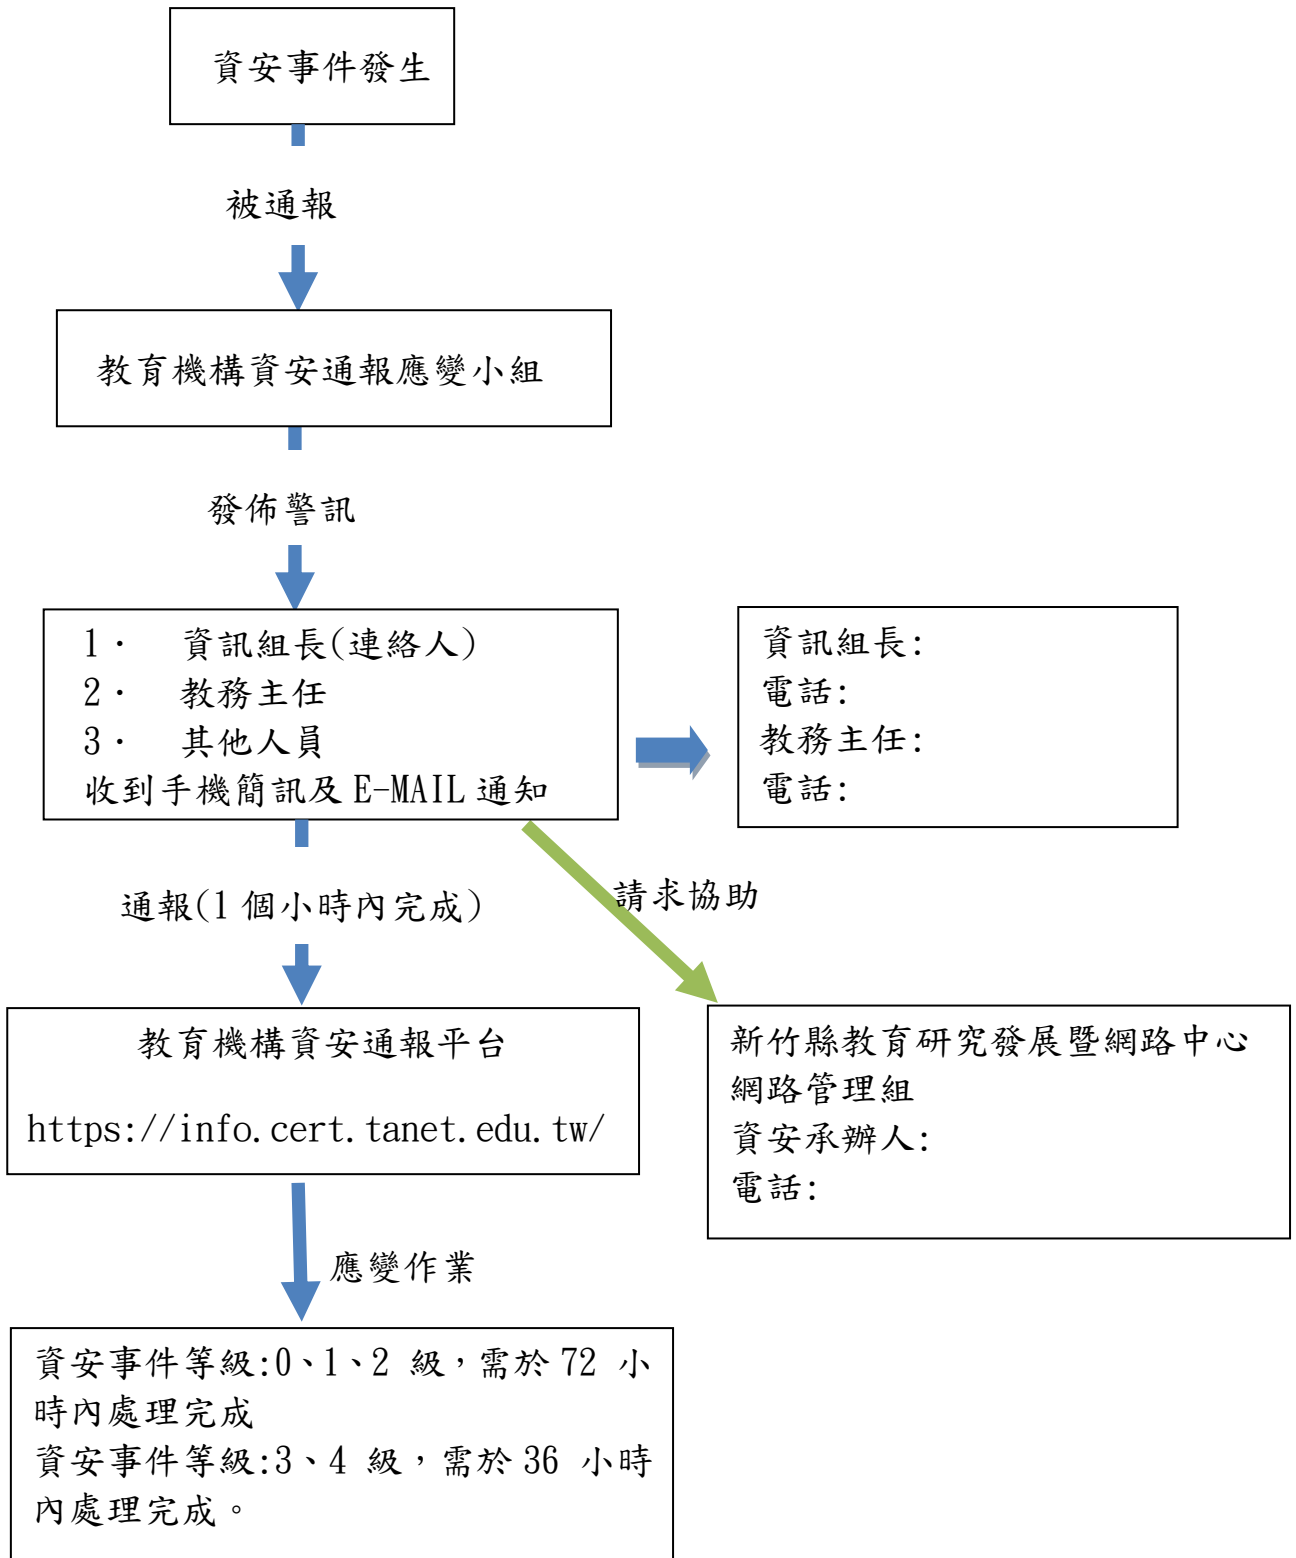 資安事件發生
被通報
教育機構資安通報應變小組
發佈警訊
1． 資訊組長(連絡人)
2． 教務主任
3． 其他人員
收到手機簡訊及 E-MAIL 通知
資訊組長:
電話:
教務主任:
電話:
通報(1 個小時內完成)
請求協助
教育機構資安通報平台
https://info.cert.tanet.edu.tw/
新竹縣教育研究發展暨網路中心
網路管理組
資安承辦人:
電話:
應變作業
資安事件等級:0、1、2 級，需於 72 小
時內處理完成
資安事件等級:3、4 級，需於 36 小時
內處理完成。